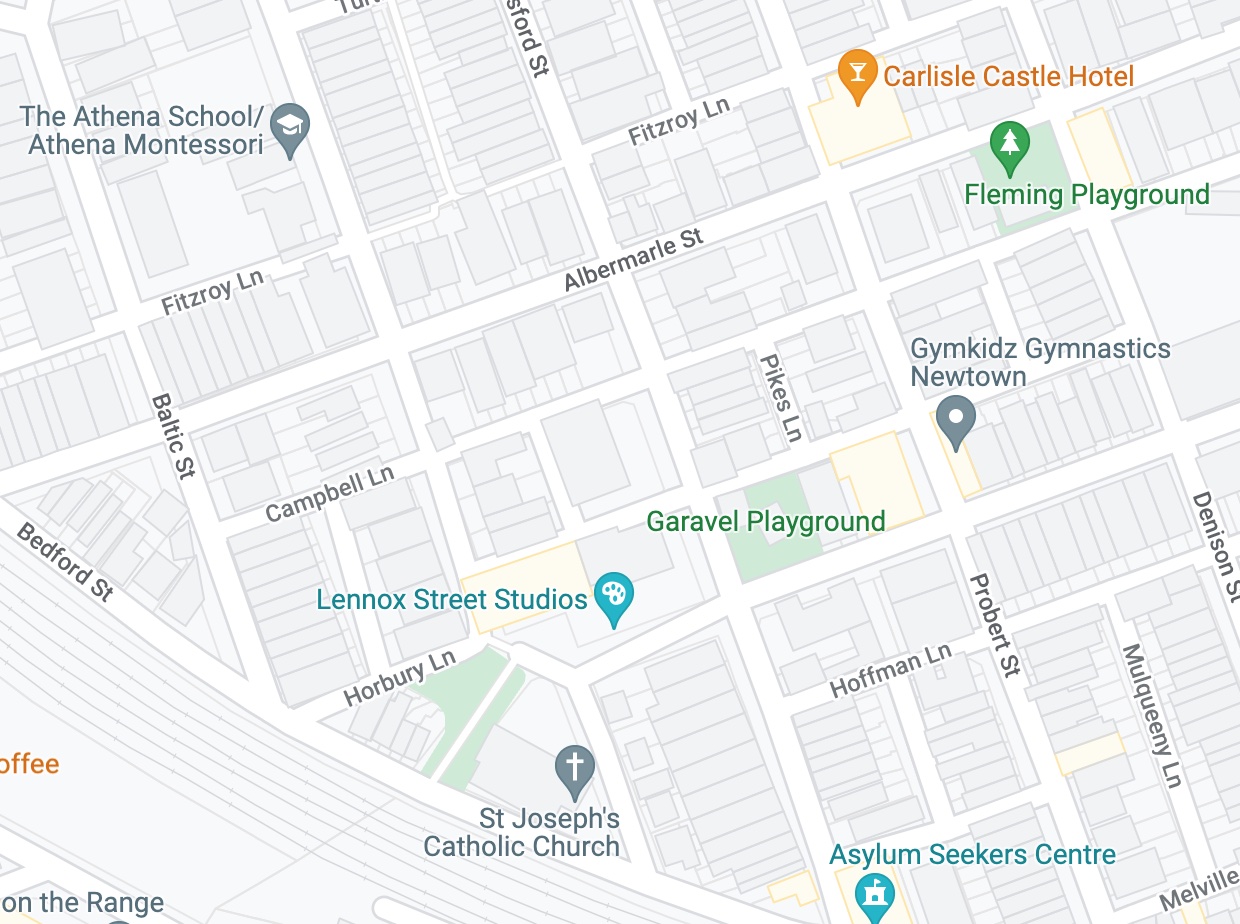 sford St
Carlisle Castle Hotel
Fitzroy Ln
The Athena School/
Athena Montessori
Fleming Playground
Albermarle St
Fitzroy Ln
Gymkidz Gymnastics
Newtown
Pikes Ln
Baltic St
Campbell Ln
Garavel Playground
Bedford St
Denison St
Lennox Street Studios
Probert St
Horbury Ln
Hoffman Ln
Mulqueeny Ln
offee
St Joseph's
Catholic Church
Asylum Seekers Centre
on the Range
Melville